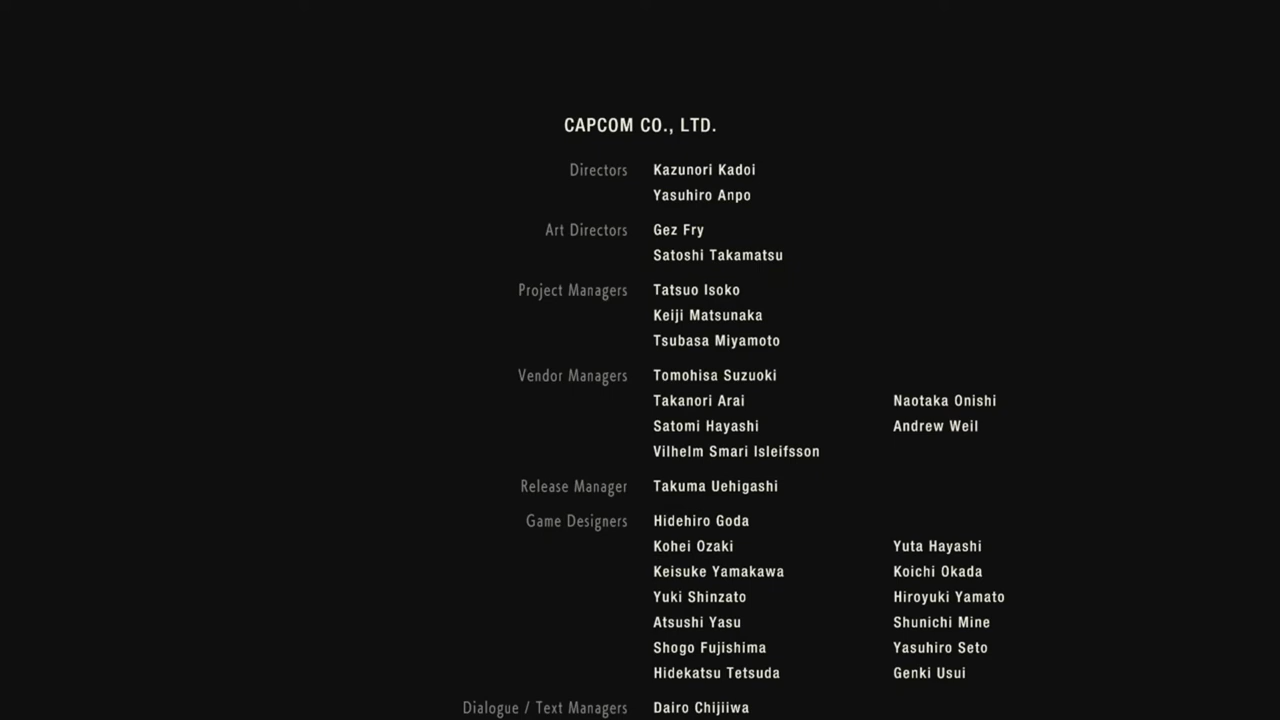 CAPCOM CO., LTD.
Directors Kazunori Kadoi
Yasuhiro Anpo
Art Directors Gez Fry
Satoshi Takamatsu
Project Managers Tatsuo Isoko
Keiji Matsunaka
Tsubasa Miyamoto
Vendor Managers Tomohisa Suzuoki
Takanori Arai Naotaka Onishi
Satomi Hayashi Andrew Weil
Vilhelm Smari Isleifsson
Release Manager Takuma Uehigashi
Game Designers Hidehiro Goda
Kohei Ozaki Yuta Hayashi
Keisuke Yamakawa Koichi Okada
Yuki Shinzato Hiroyuki Yamato
Atsushi Yasu Shunichi Mine
Shogo Fujishima Yasuhiro Seto
Hidekatsu Tetsuda Genki Usui
Dialogue / Text Managers Dairo Chijiiwa